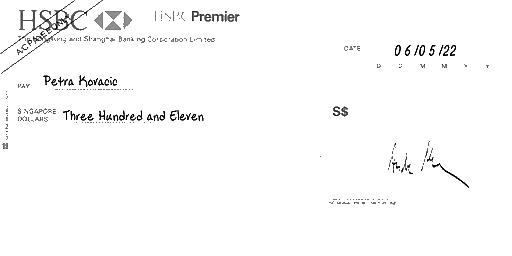 HSBC HSBC Premier
The Hongkong and Shanghai Banking Corporation Limited
A/C PAYEE ONLY
DATE 06/05/22
D D M M Y Y
PAY Petra Kovacic
SINGAPORE DOLLARS Three Hundred and Eleven
S$